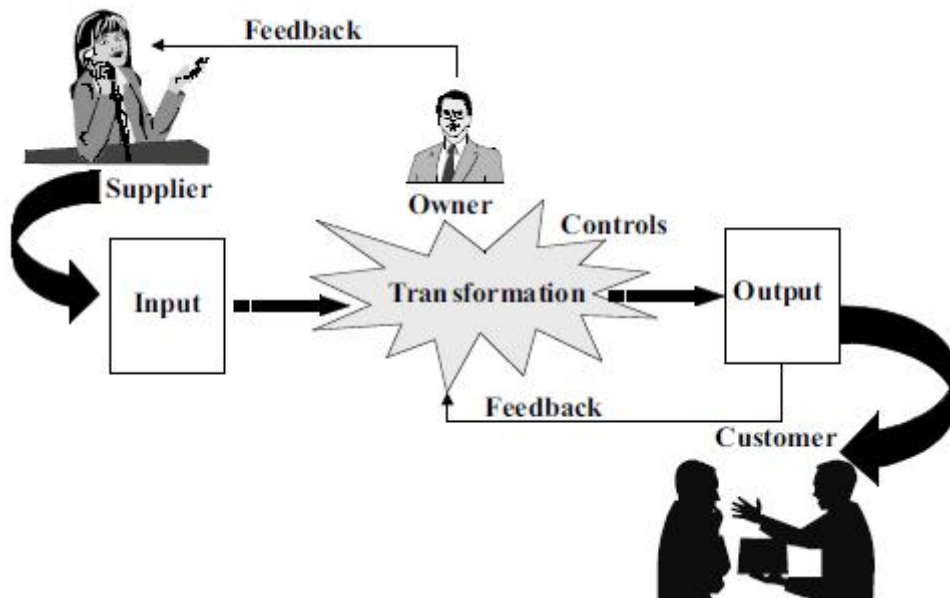 Feedback
Supplier
Owner
Controls
Input
Transformation
Output
Feedback
Customer